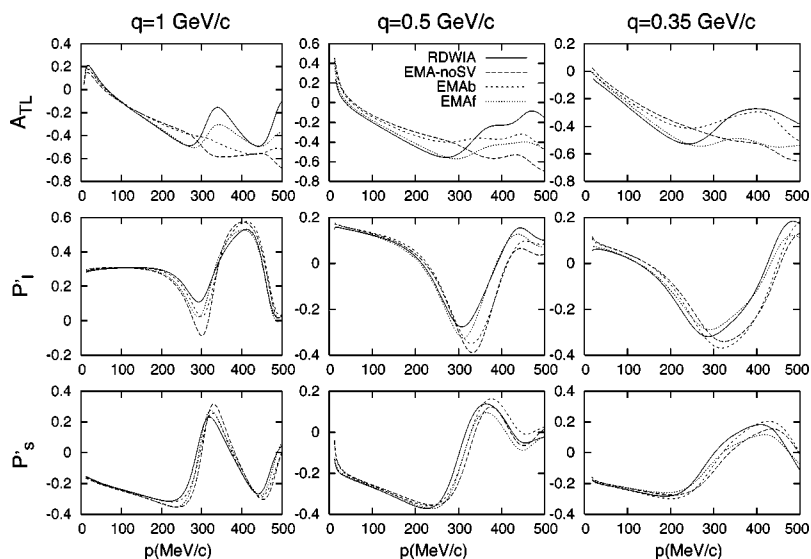 q=1 GeV/c q=0.5 GeV/c q=0.35 GeV/c
RDWIA
EMA-noSV
EMAb
EMAf
A_TL
0.4 0.2 0 -0.2 -0.4 -0.6 -0.8
0 100 200 300 400 500
0.6 0.4 0.2 0 -0.2 -0.4 -0.6 -0.8
0 100 200 300 400 500
0.4 0.2 0 -0.2 -0.4 -0.6 -0.8
0 100 200 300 400 500
P'_l
0.6 0.4 0.2 0 -0.2
0 100 200 300 400 500
0.2 0 -0.2 -0.4
0 100 200 300 400 500
0.2 0 -0.2 -0.4
0 100 200 300 400 500
P'_s
0.4 0.2 0 -0.2 -0.4
0 100 200 300 400 500
0.4 0.2 0 -0.2 -0.4
0 100 200 300 400 500
0.4 0.2 0 -0.2 -0.4
0 100 200 300 400 500
p(MeV/c) p(MeV/c) p(MeV/c)